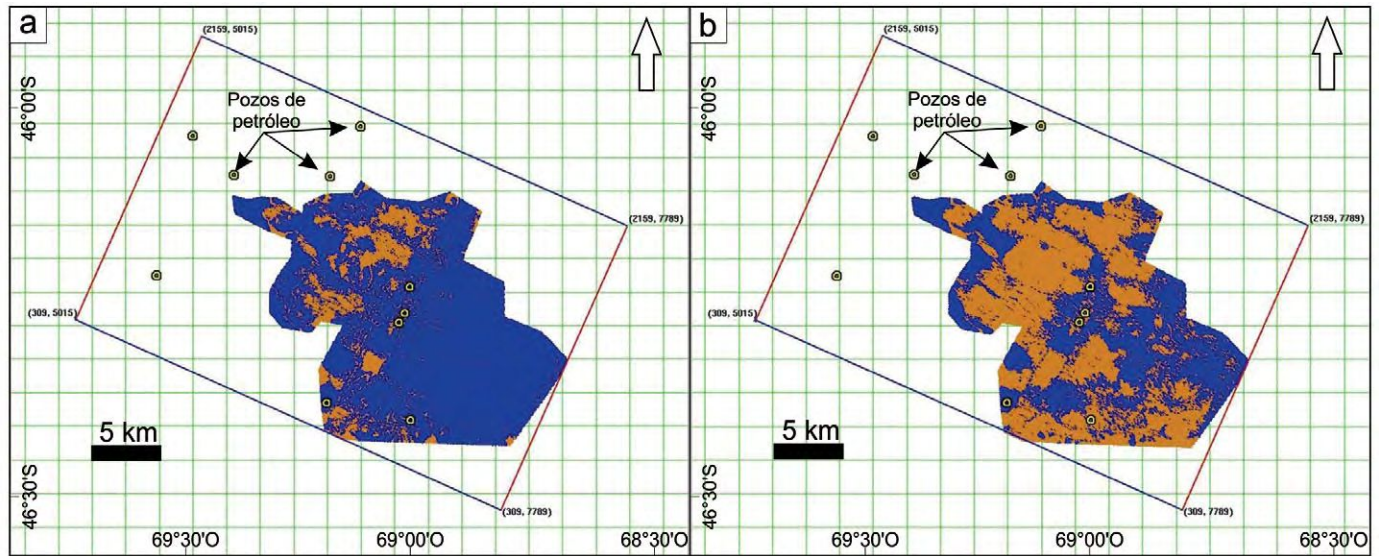 a
(2159, 5015)
Pozos de
petróleo
46°00'S
(2159, 7789)
(309, 5015)
5 km
46°30'S
(309, 7789)
69°30'O
69°00'O
b
(2159, 5015)
Pozos de
petróleo
46°00'S
(2159, 7789)
(309, 5015)
5 km
46°30'S
(309, 7789)
69°30'O
69°00'O
68°30'O
68°30'O